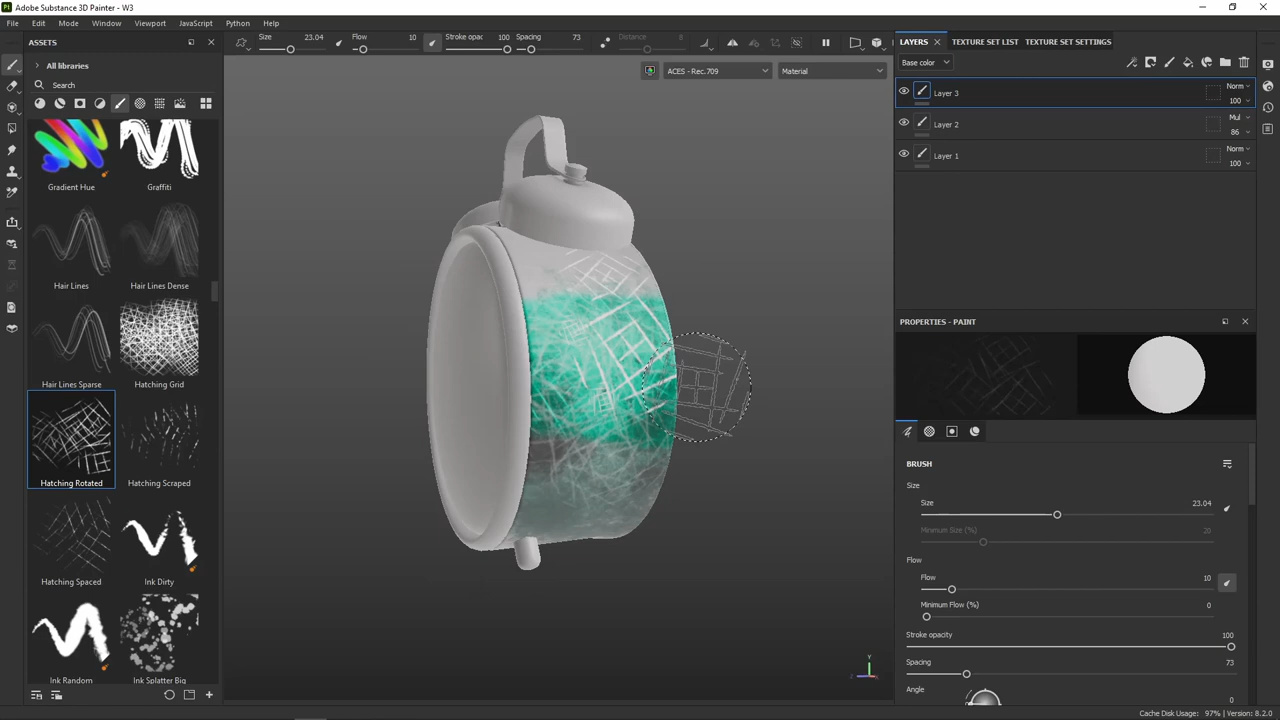 Pt Adobe Substance 3D Painter - W3
File Edit Mode Window Viewport JavaScript Python Help
ASSETS
Size 23.04 Flow 10 Stroke opac 100 Spacing 73 Distance 8
LAYERS TEXTURE SET LIST TEXTURE SET SETTINGS
All libraries
Base color
ACES - Rec.709 Material
Search
Layer 3 Norm
100
Layer 2 Mul
86
Layer 1 Norm
100
Gradient Hue Graffiti
Hair Lines Hair Lines Dense
Hair Lines Sparse Hatching Grid
Hatching Rotated Hatching Scraped
Hatching Spaced Ink Dirty
Ink Random Ink Splatter Big
PROPERTIES - PAINT
BRUSH
Size
Size 23.04
Minimum Size (%) 20
Flow
Flow 10
Minimum Flow (%) 0
Stroke opacity 100
Spacing 73
Angle 0
Y
Z
Cache Disk Usage: 97% | Version: 8.2.0